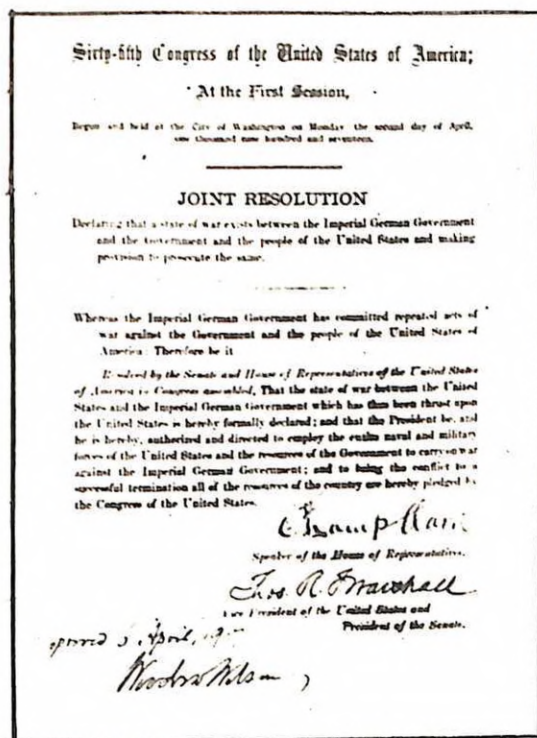 Sixty-fifth Congress of the United States of America;
At the First Session,
Begun and held at the City of Washington on Monday the second day of April,
one thousand nine hundred and seventeen.
JOINT RESOLUTION
Declaring that a state of war exists between the Imperial German Government
and the Government and the people of the United States and making
provision to prosecute the same.
Whereas the Imperial German Government has committed repeated acts of
war against the Government and the people of the United States of
America: Therefore be it
Resolved by the Senate and House of Representatives of the United States
of America in Congress assembled, That the state of war between the United
States and the Imperial German Government which has thus been thrust upon
the United States is hereby formally declared; and that the President be, and
he is hereby, authorized and directed to employ the entire naval and military
forces of the United States and the resources of the Government to carry on war
against the Imperial German Government; and to bring the conflict to a
successful termination all of the resources of the country are hereby pledged by
the Congress of the United States.
Champ Clark
Speaker of the House of Representatives.
Thos. R. Marshall
Vice President of the United States and
President of the Senate.
April,
Woodrow Wilson